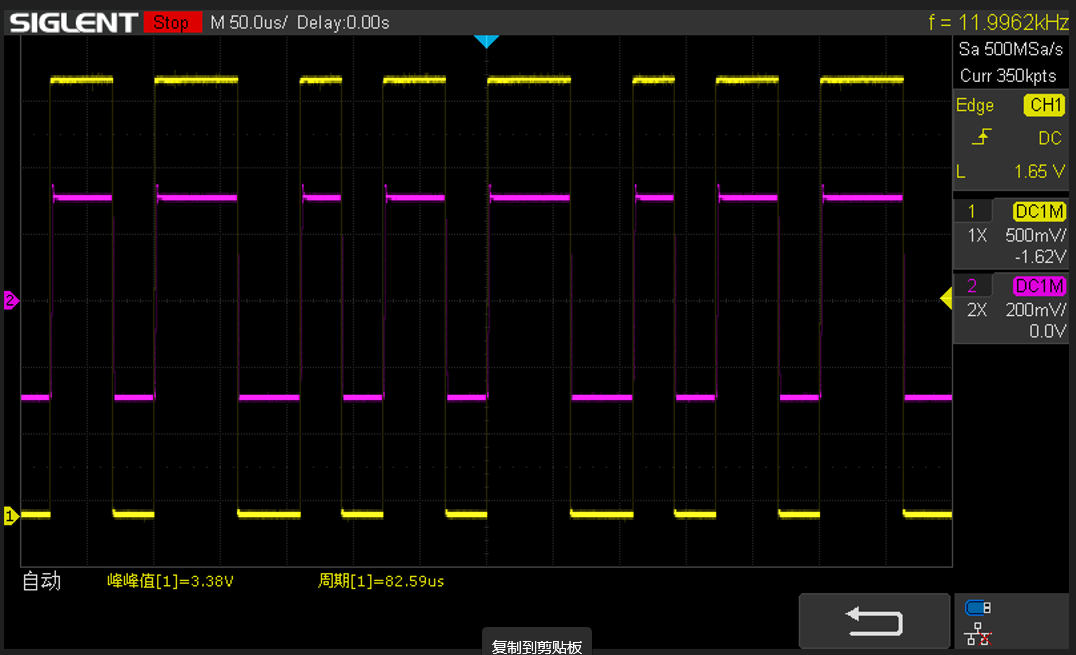 SIGLENT Stop M 50.0us/ Delay:0.00s f = 11.9962kHz
Sa 500MSa/s
Curr 350kpts
Edge CH1
DC
L 1.65 V
1 DC1M
1X 500mV/
-1.62V
2 DC1M
2X 200mV/
0.0V
2
1
自动 峰峰值[1]=3.38V 周期[1]=82.59us
复制到剪贴板